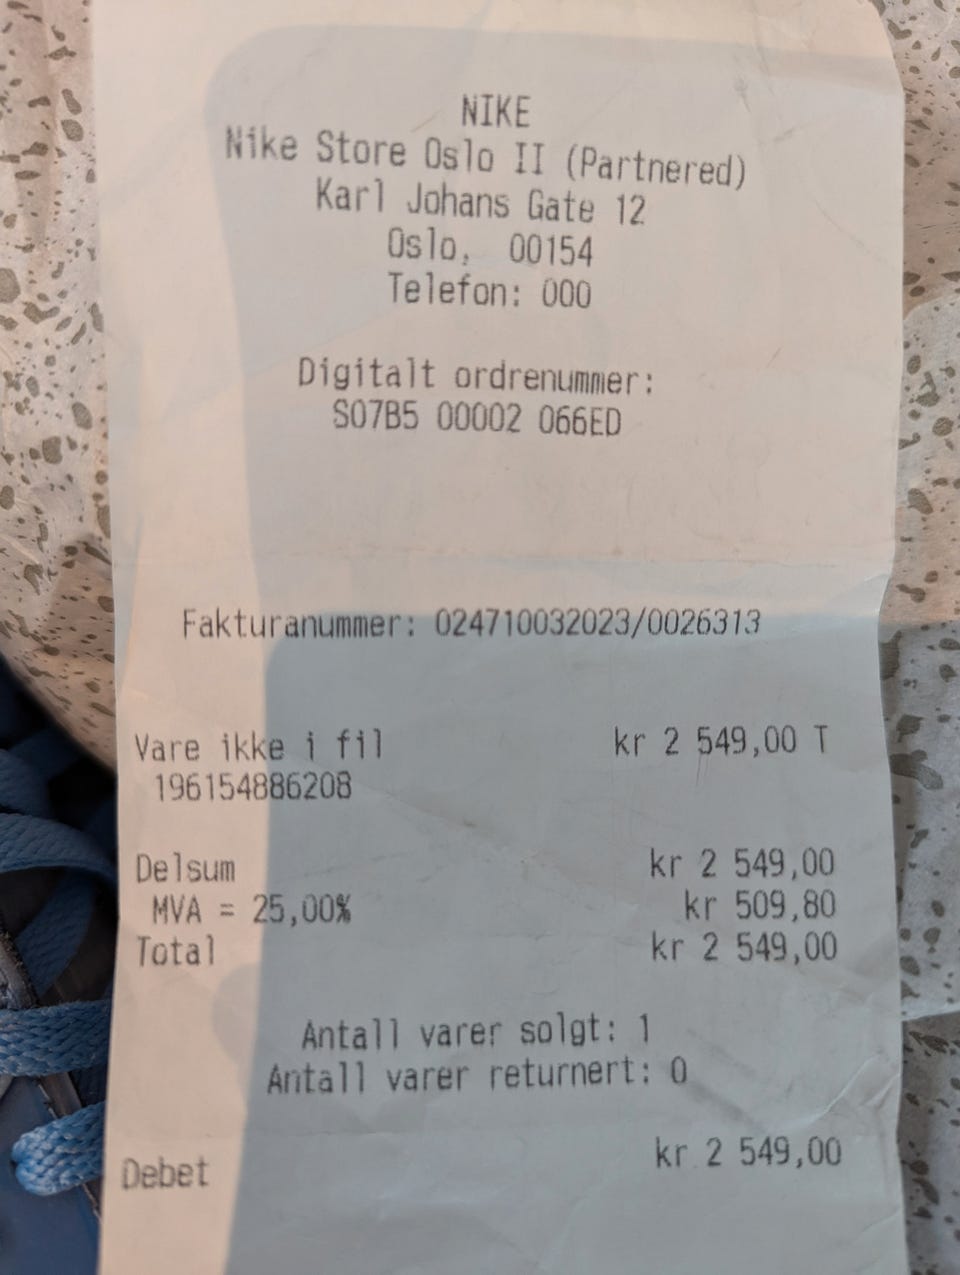 NIKE
Nike Store Oslo II (Partnered)
Karl Johans Gate 12
Oslo, 00154
Telefon: 000
Digitalt ordrenummer:
S07B5 00002 066ED
Fakturanummer: 024710032023/0026313
Vare ikke i fil kr 2 549,00 T
196154886208
Delsum kr 2 549,00
MVA = 25,00% kr 509,80
Total kr 2 549,00
Antall varer solgt: 1
Antall varer returnert: 0
Debet kr 2 549,00